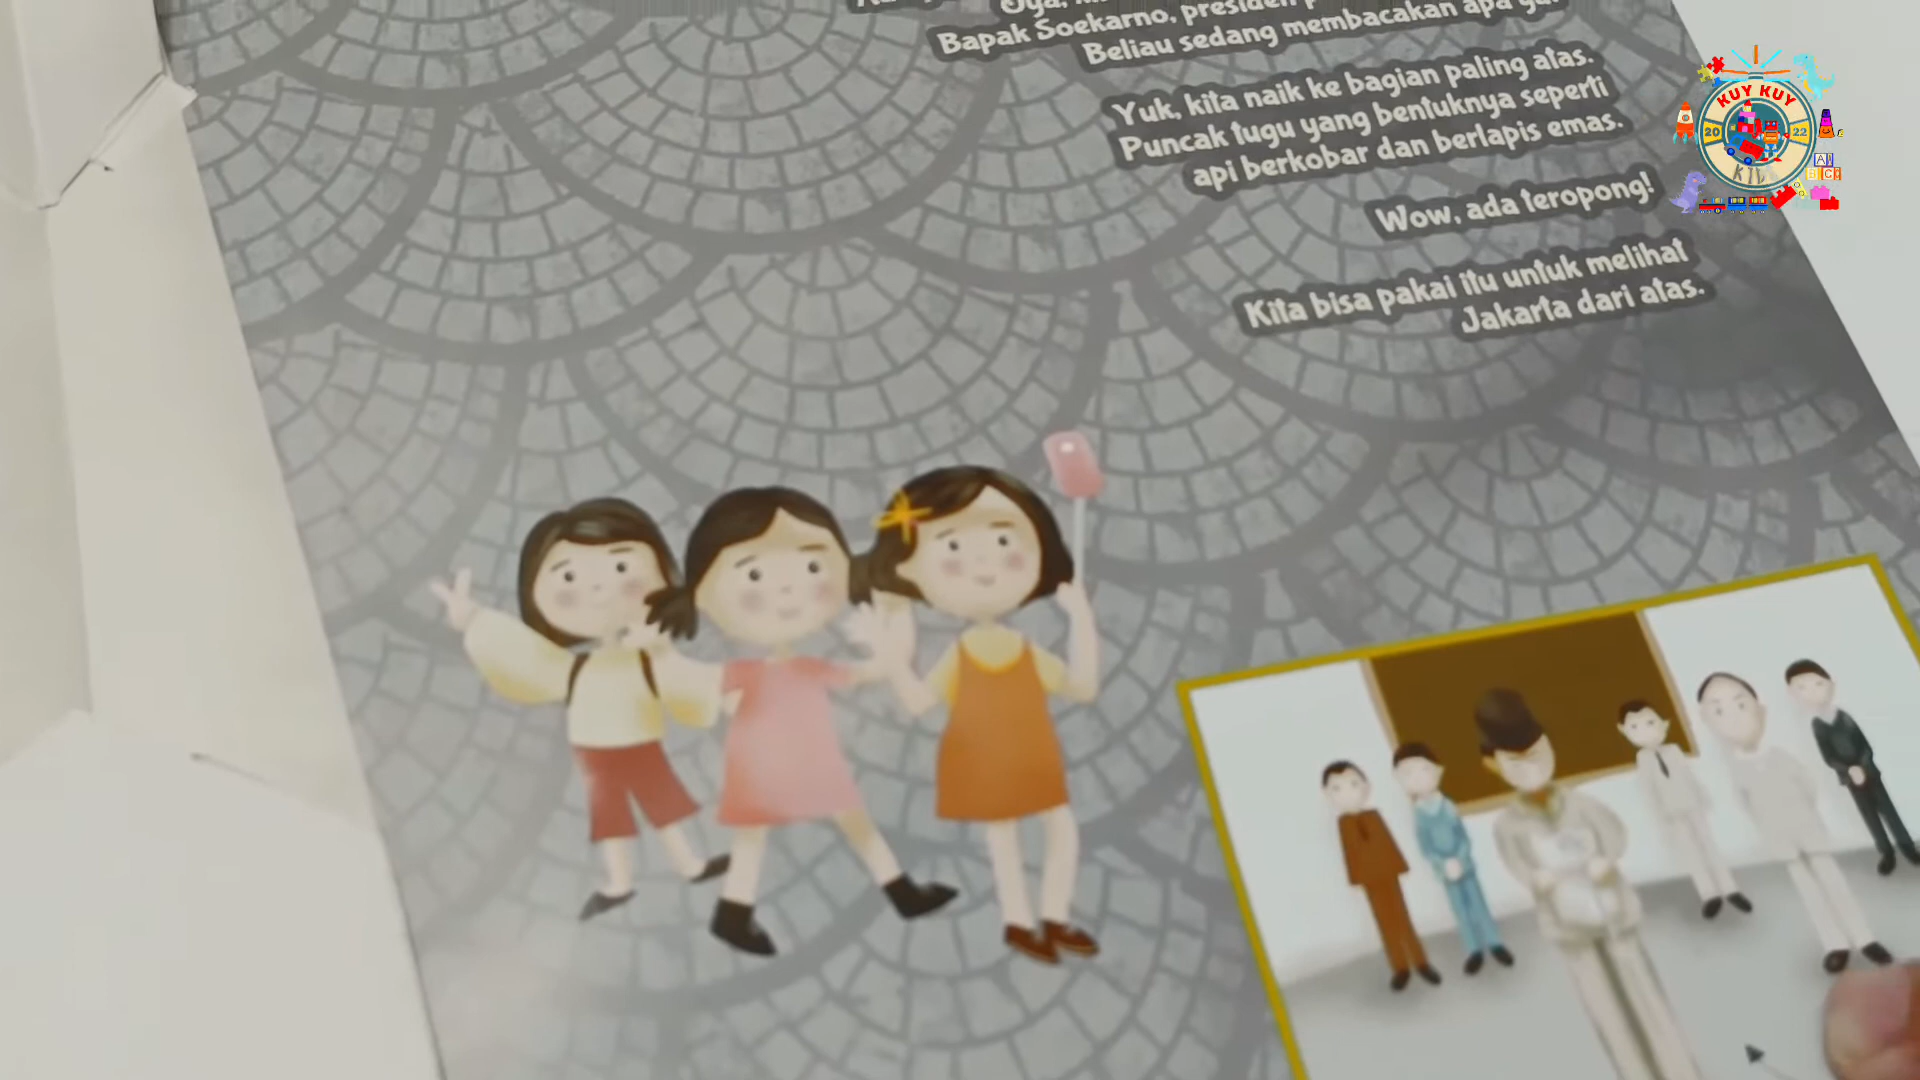 Bapak Soekarno, presiden
Beliau sedang membacakan apa
Yuk, kita naik ke bagian paling atas.
Puncak tugu yang bentuknya seperti
api berkobar dan berlapis emas.
Wow, ada teropong!
Kita bisa pakai itu untuk melihat
Jakarta dari atas.
KUY KUY
20 22